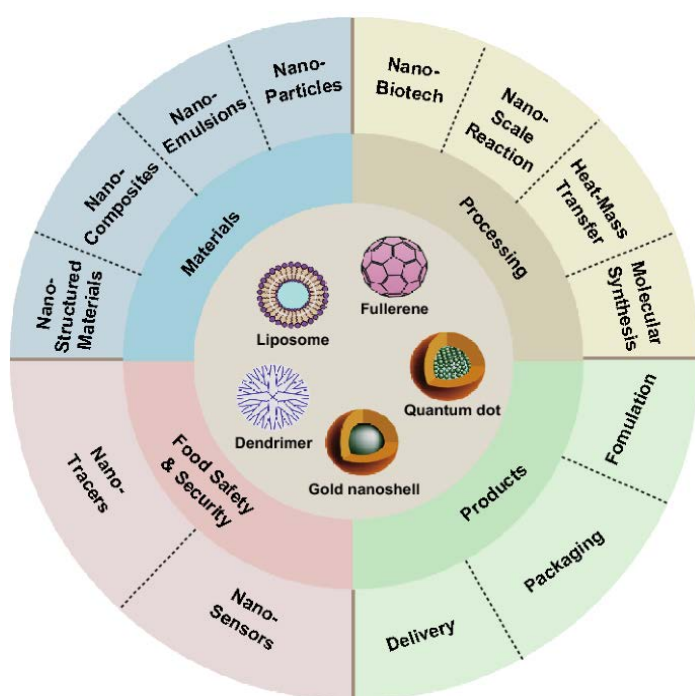 Nano-
Particles
Nano-
Emulsions
Nano-
Composites
Nano-
Structured
Materials
Materials
Nano-
Biotech
Nano-
Scale
Reaction
Heat-Mass
Transfer
Molecular
Synthesis
Processing
Liposome
Fullerene
Quantum dot
Dendrimer
Gold nanoshell
Food Safety
& Security
Nano-
Tracers
Nano-
Sensors
Products
Fomulation
Packaging
Delivery